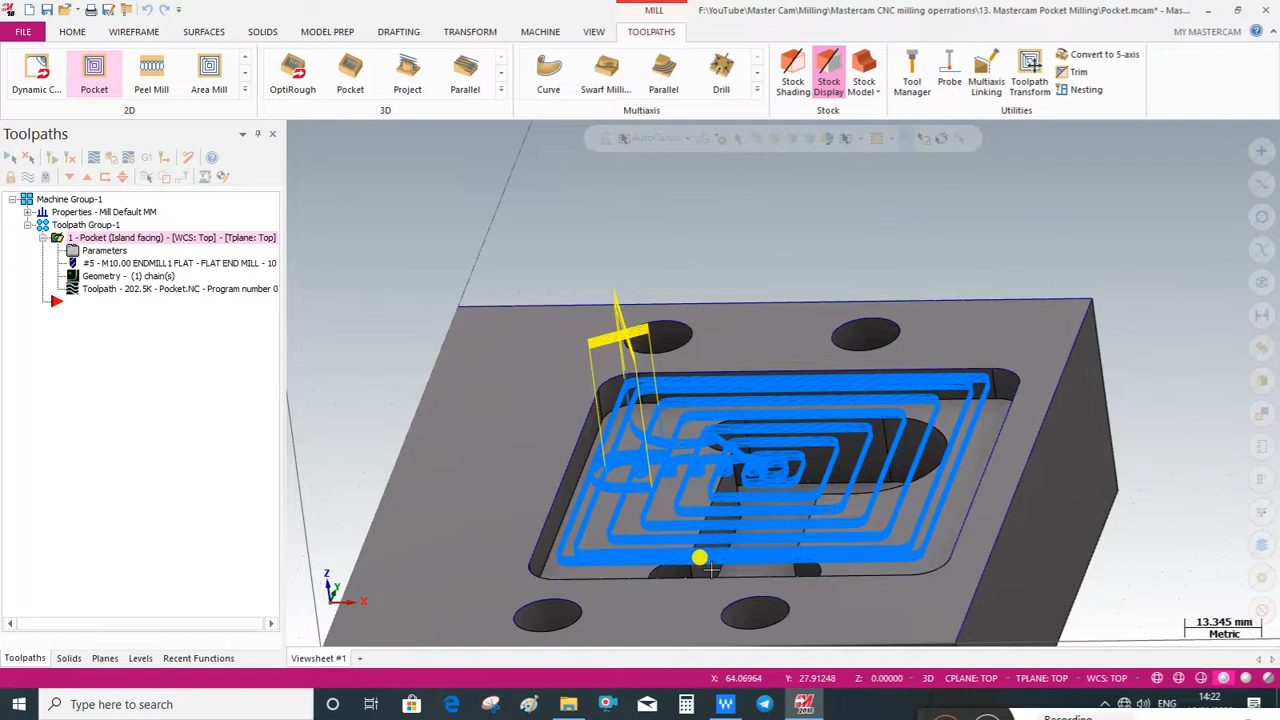 MILL
F:\YouTube\Master Cam\Milling\Mastercam CNC milling operrations\13. Mastercam Pocket Milling\Pocket.mcam* - Mas...
FILE HOME WIREFRAME SURFACES SOLIDS MODEL PREP DRAFTING TRANSFORM MACHINE VIEW TOOLPATHS MY MASTERCAM
Dynamic C... Pocket Peel Mill Area Mill OptiRough Pocket Project Parallel Curve Swarf Millin... Parallel Drill
Stock Shading
Stock Display
Stock Model
Tool Manager
Probe
Multiaxis Linking
Toolpath Transform
Convert to 5-axis
Trim
Nesting
2D 3D Multiaxis Stock Utilities
Toolpaths
AutoCursor
G1
Machine Group-1
Properties - Mill Default MM
Toolpath Group-1
1 - Pocket (Island facing) - [WCS: Top] - [Tplane: Top]
Parameters
#5 - M10.00 ENDMILL1 FLAT - FLAT END MILL - 10
Geometry - (1) chain(s)
Toolpath - 202.5K - Pocket.NC - Program number 0
Z
Y
X
13.345 mm
Metric
Toolpaths Solids Planes Levels Recent Functions
Viewsheet #1 +
X: 64.06964 Y: 27.91248 Z: 0.00000 3D CPLANE: TOP TPLANE: TOP WCS: TOP
Type here to search
ENG
14:22